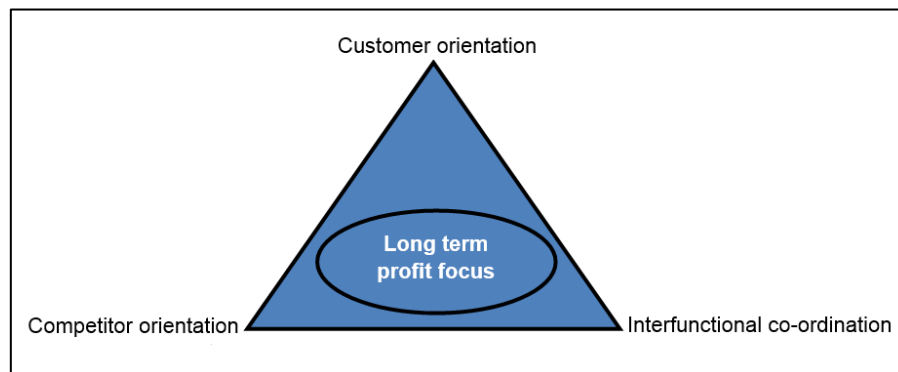 Customer orientation
Long term
profit focus
Competitor orientation
Interfunctional co-ordination